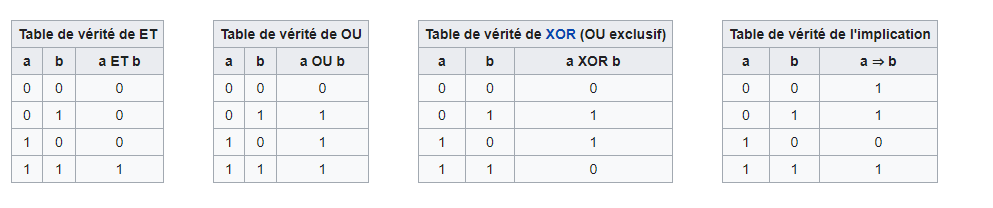 Table de vérité de ET
a b a ET b
0 0 0
0 1 0
1 0 0
1 1 1
Table de vérité de OU
a b a OU b
0 0 0
0 1 1
1 0 1
1 1 1
Table de vérité de XOR (OU exclusif)
a b a XOR b
0 0 0
0 1 1
1 0 1
1 1 0
Table de vérité de l'implication
a b a ⇒ b
0 0 1
0 1 1
1 0 0
1 1 1